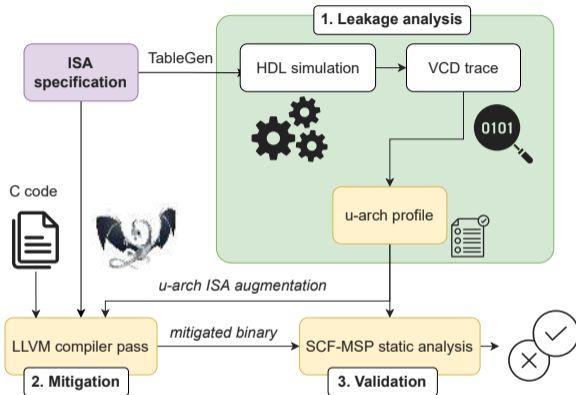 1. Leakage analysis
ISA
specification
TableGen
HDL simulation
VCD trace
0101
C code
u-arch profile
u-arch ISA augmentation
LLVM compiler pass
mitigated binary
SCF-MSP static analysis
2. Mitigation
3. Validation